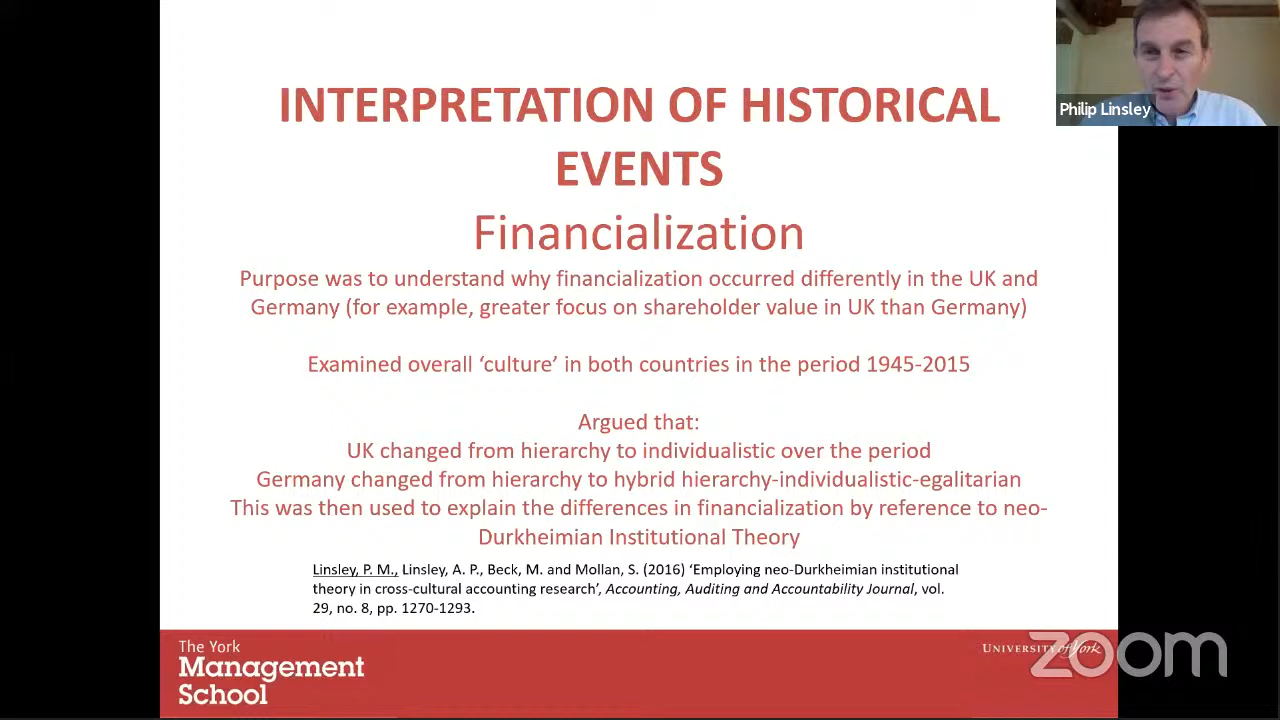 INTERPRETATION OF HISTORICAL
EVENTS
Financialization
Purpose was to understand why financialization occurred differently in the UK and
Germany (for example, greater focus on shareholder value in UK than Germany)
Examined overall ‘culture’ in both countries in the period 1945-2015
Argued that:
UK changed from hierarchy to individualistic over the period
Germany changed from hierarchy to hybrid hierarchy-individualistic-egalitarian
This was then used to explain the differences in financialization by reference to neo-
Durkheimian Institutional Theory
Linsley, P. M., Linsley, A. P., Beck, M. and Mollan, S. (2016) ‘Employing neo-Durkheimian institutional
theory in cross-cultural accounting research’, Accounting, Auditing and Accountability Journal, vol.
29, no. 8, pp. 1270-1293.
Philip Linsley
The York
Management
School
UNIVERSITY of York
zoom